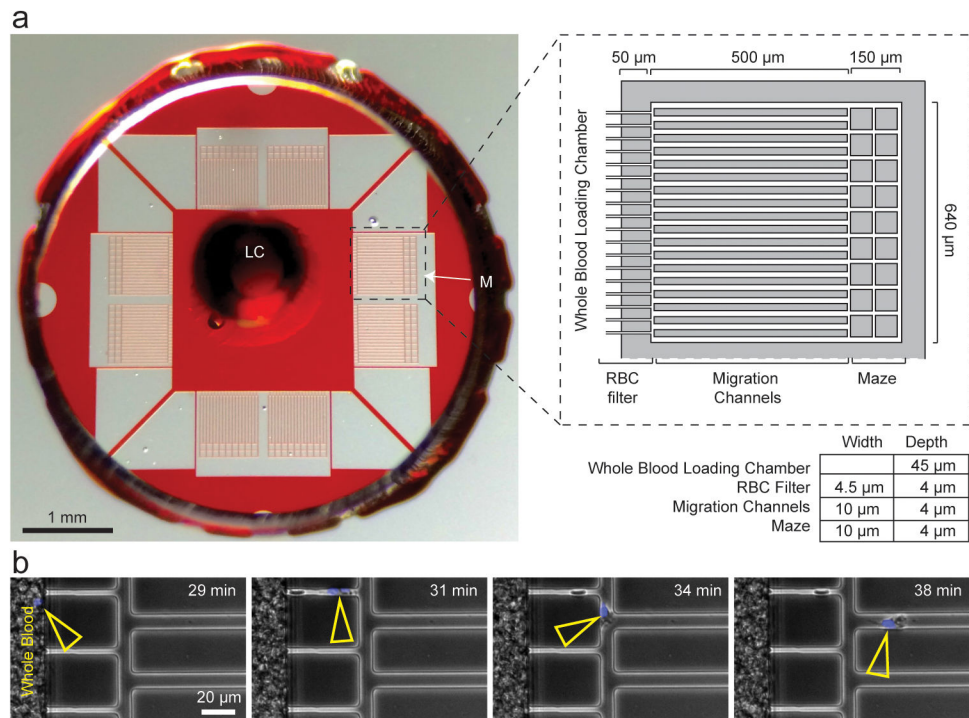 a
LC
M
1 mm
50 µm 500 µm 150 µm
Whole Blood Loading Chamber
640 µm
RBC
filter
Migration
Channels
Maze
Width Depth
Whole Blood Loading Chamber 45 µm
RBC Filter 4.5 µm 4 µm
Migration Channels 10 µm 4 µm
Maze 10 µm 4 µm
b
Whole Blood
29 min
20 µm
31 min
34 min
38 min